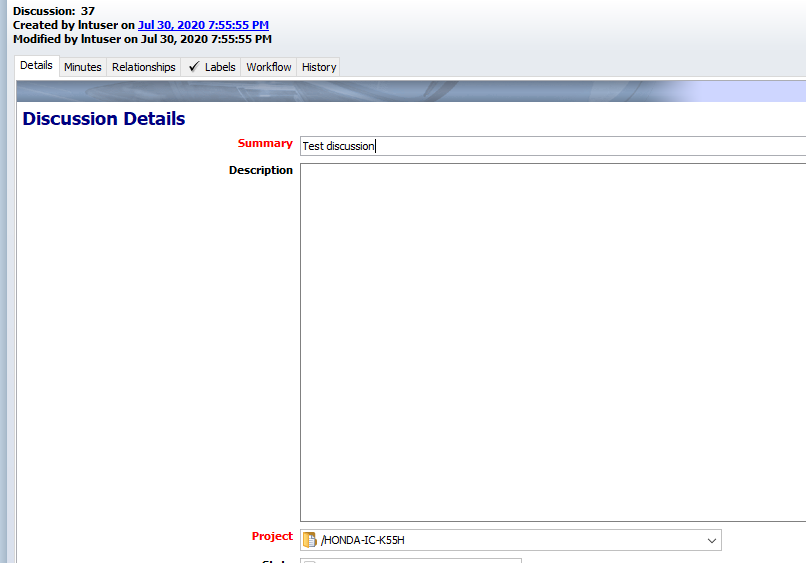 Discussion: 37
Created by lntuser on Jul 30, 2020 7:55:55 PM
Modified by lntuser on Jul 30, 2020 7:55:55 PM
Details Minutes Relationships Labels Workflow History
Discussion Details
Summary Test discussion
Description
Project /HONDA-IC-K55H